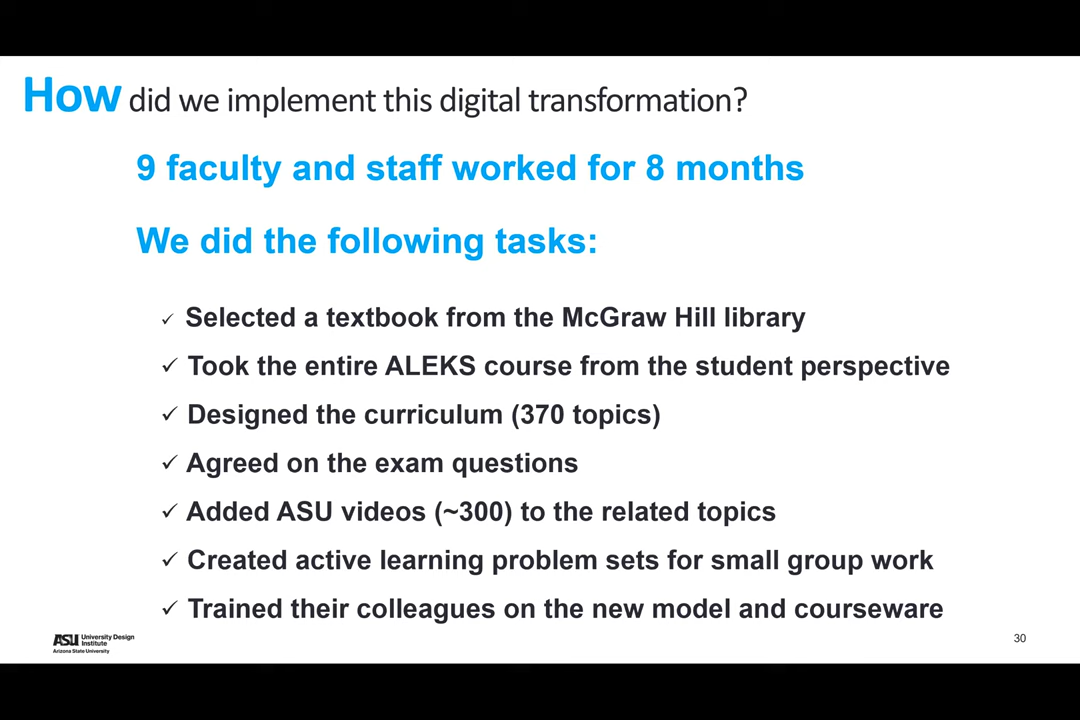 How did we implement this digital transformation?
9 faculty and staff worked for 8 months
We did the following tasks:
✓ Selected a textbook from the McGraw Hill library
✓ Took the entire ALEKS course from the student perspective
✓ Designed the curriculum (370 topics)
✓ Agreed on the exam questions
✓ Added ASU videos (~300) to the related topics
✓ Created active learning problem sets for small group work
✓ Trained their colleagues on the new model and courseware
ASU University Design
Institute
Arizona State University
30